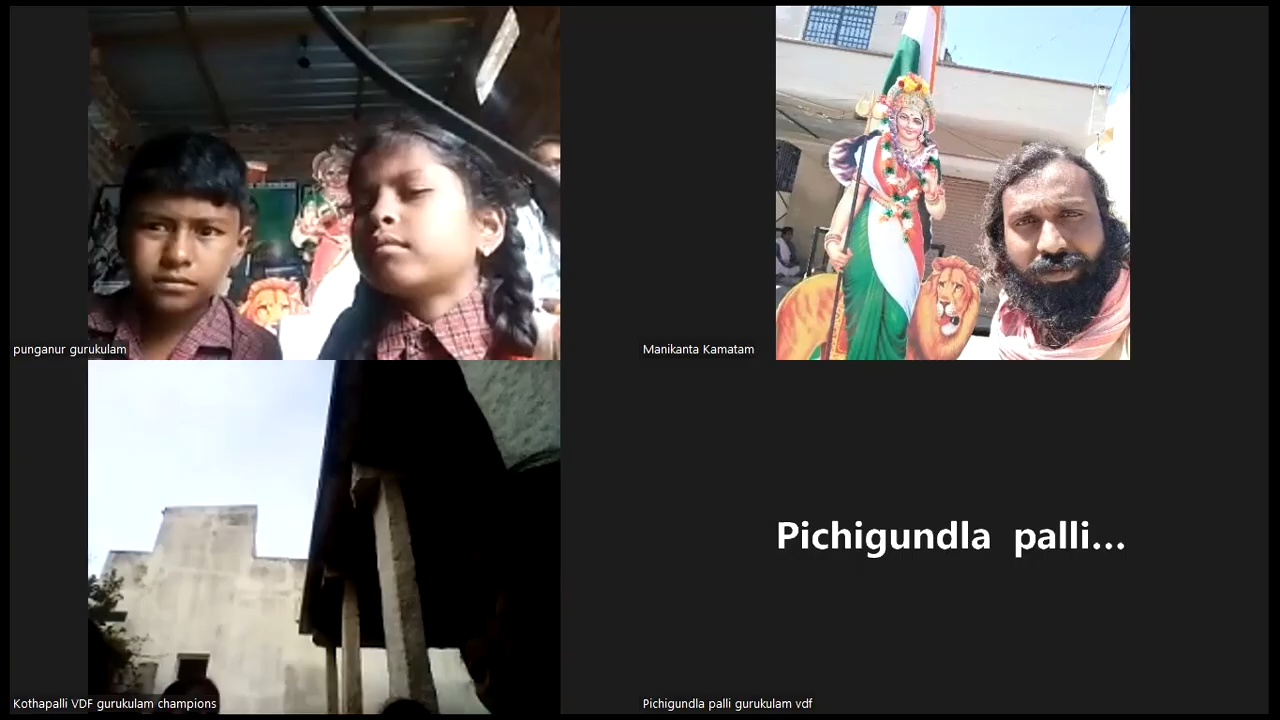 punganur gurukulam
Manikanta Kamatam
Pichigundla palli...
Kothapalli VDF gurukulam champions
Pichigundla palli gurukulam vdf